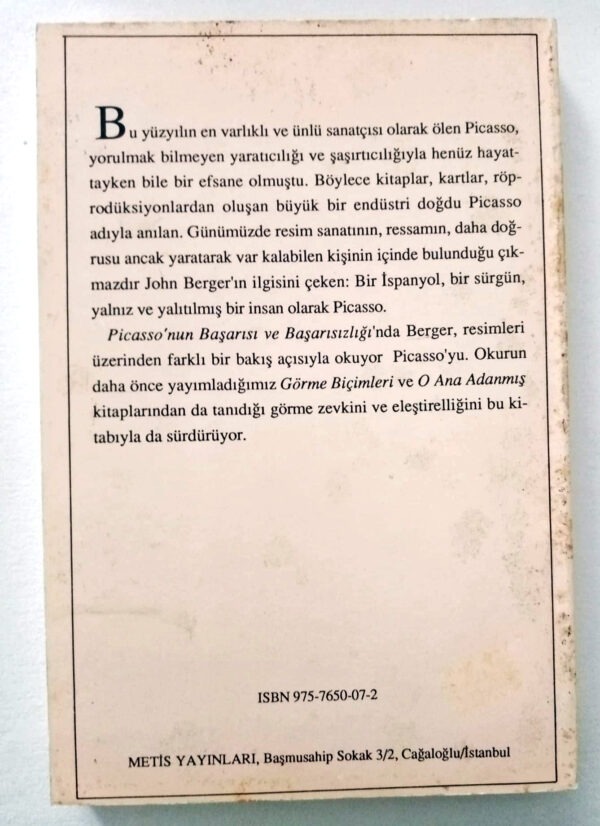 Bu yüzyılın en varlıklı ve ünlü sanatçısı olarak ölen Picasso,
yorulmak bilmeyen yaratıcılığı ve şaşırtıcılığıyla henüz hayat-
tayken bile bir efsane olmuştu. Böylece kitaplar, kartlar, röp-
rodüksiyonlardan oluşan büyük bir endüstri doğdu Picasso
adıyla anılan. Günümüzde resim sanatının, ressamın, daha doğ-
rusu ancak yaratarak var kalabilen kişinin içinde bulunduğu çık-
mazdır John Berger'ın ilgisini çeken: Bir İspanyol, bir sürgün,
yalnız ve yalıtılmış bir insan olarak Picasso.
Picasso'nun Başarısı ve Başarısızlığı'nda Berger, resimleri
üzerinden farklı bir bakış açısıyla okuyor Picasso'yu. Okurun
daha önce yayımladığımız Görme Biçimleri ve O Ana Adanmış
kitaplarından da tanıdığı görme zevkini ve eleştirelliğini bu ki-
tabıyla da sürdürüyor.
ISBN 975-7650-07-2
METİS YAYINLARI, Başmusahip Sokak 3/2, Cağaloğlu/İstanbul